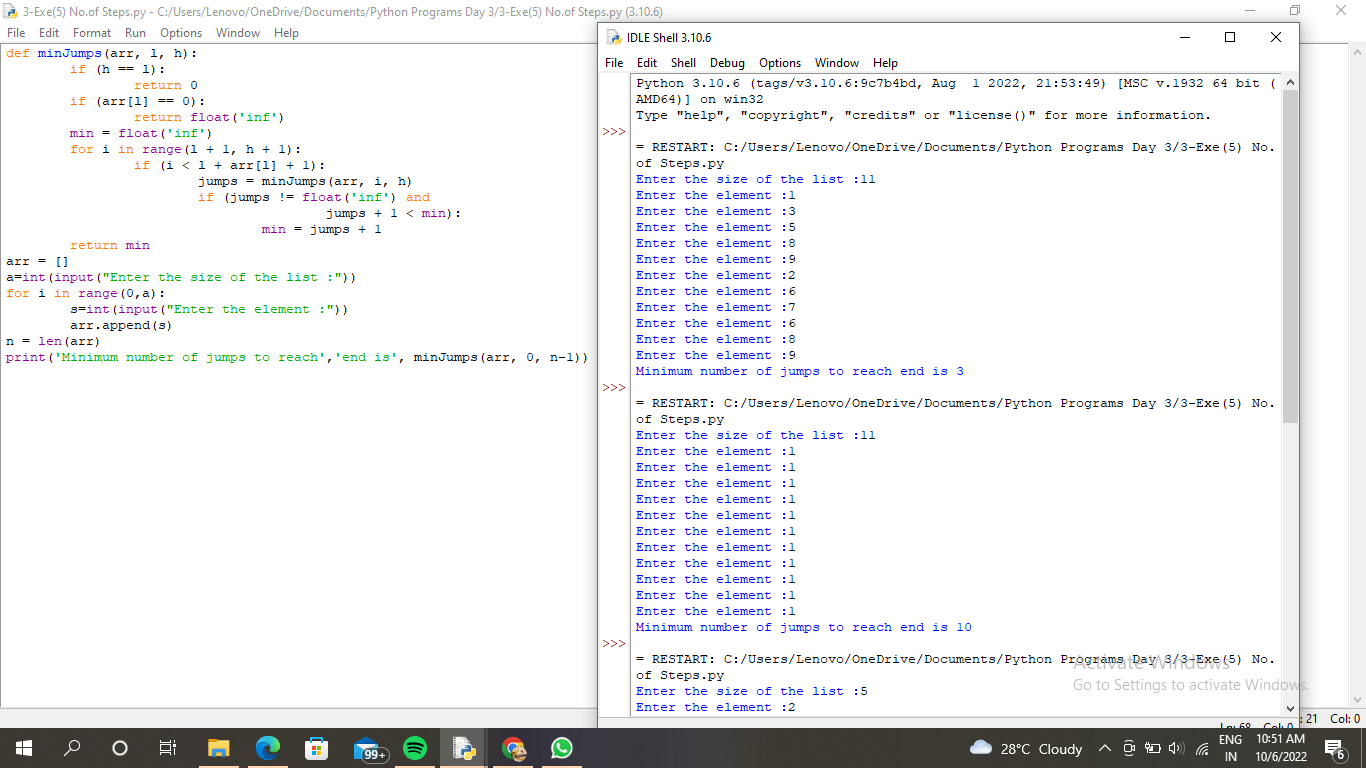 3-Exe(5) No.of Steps.py - C:/Users/Lenovo/OneDrive/Documents/Python Programs Day 3/3-Exe(5) No.of Steps.py (3.10.6)
File Edit Format Run Options Window Help
def minJumps(arr, l, h):
        if (h == l):
                return 0
        if (arr[l] == 0):
                return float('inf')
        min = float('inf')
        for i in range(l + 1, h + 1):
                if (i < l + arr[l] + 1):
                        jumps = minJumps(arr, i, h)
                        if (jumps != float('inf') and
                                        jumps + 1 < min):
                                min = jumps + 1
        return min
arr = []
a=int(input("Enter the size of the list :"))
for i in range(0,a):
        s=int(input("Enter the element :"))
        arr.append(s)
n = len(arr)
print('Minimum number of jumps to reach','end is', minJumps(arr, 0, n-1))
IDLE Shell 3.10.6
File Edit Shell Debug Options Window Help
Python 3.10.6 (tags/v3.10.6:9c7b4bd, Aug  1 2022, 21:53:49) [MSC v.1932 64 bit (
AMD64)] on win32
Type "help", "copyright", "credits" or "license()" for more information.
>>>
= RESTART: C:/Users/Lenovo/OneDrive/Documents/Python Programs Day 3/3-Exe(5) No.
of Steps.py
Enter the size of the list :11
Enter the element :1
Enter the element :3
Enter the element :5
Enter the element :8
Enter the element :9
Enter the element :2
Enter the element :6
Enter the element :7
Enter the element :6
Enter the element :8
Enter the element :9
Minimum number of jumps to reach end is 3
>>>
= RESTART: C:/Users/Lenovo/OneDrive/Documents/Python Programs Day 3/3-Exe(5) No.
of Steps.py
Enter the size of the list :11
Enter the element :1
Enter the element :1
Enter the element :1
Enter the element :1
Enter the element :1
Enter the element :1
Enter the element :1
Enter the element :1
Enter the element :1
Enter the element :1
Enter the element :1
Minimum number of jumps to reach end is 10
>>>
= RESTART: C:/Users/Lenovo/OneDrive/Documents/Python Programs Day 3/3-Exe(5) No.
of Steps.py
Enter the size of the list :5
Enter the element :2
Activate Windows
Go to Settings to activate Windows.
Ln: 68 Col: 0
: 21 Col: 0
99+
28°C Cloudy
ENG
IN
10:51 AM
10/6/2022
6